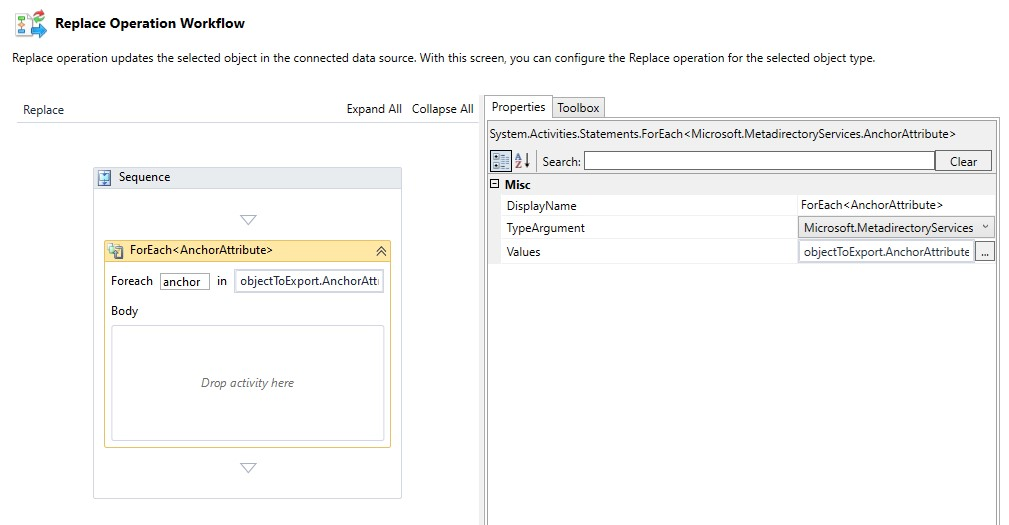 Replace Operation Workflow
Replace operation updates the selected object in the connected data source. With this screen, you can configure the Replace operation for the selected object type.
Replace
Expand All Collapse All
Sequence
ForEach<AnchorAttribute>
Foreach anchor in objectToExport.AnchorAtt
Body
Drop activity here
Properties Toolbox
System.Activities.Statements.ForEach<Microsoft.MetadirectoryServices.AnchorAttribute>
A Z Search: Clear
Misc
DisplayName ForEach<AnchorAttribute>
TypeArgument Microsoft.MetadirectoryServices
Values objectToExport.AnchorAttribute ...